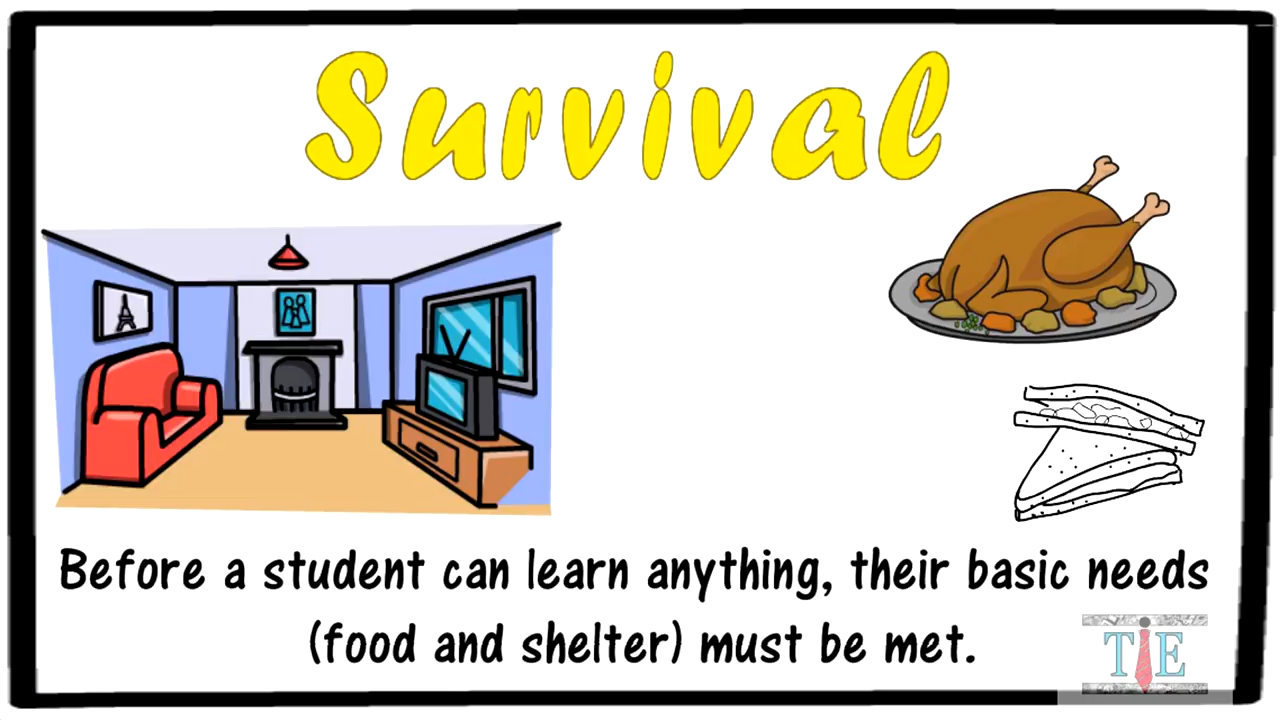 Survival
Before a student can learn anything, their basic needs
(food and shelter) must be met.
TIE